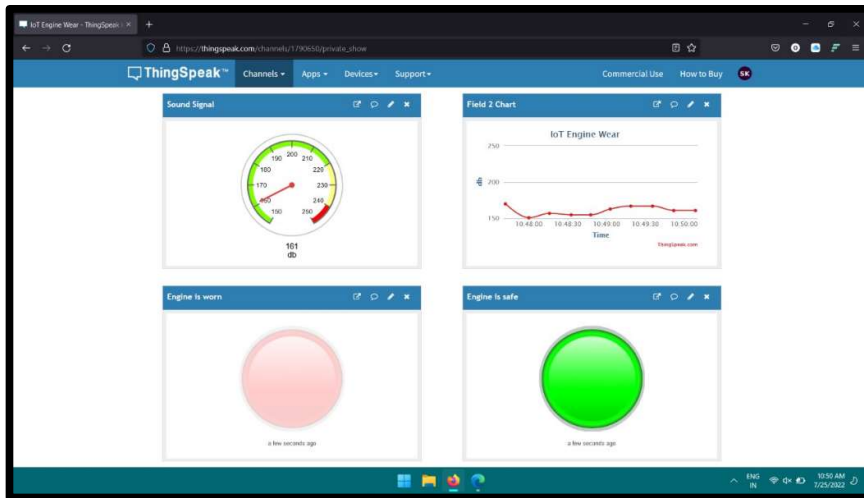 IoT Engine Wear - ThingSpeak
https://thingspeak.com/channels/1790650/private_show
ThingSpeak™ Channels Apps Devices Support Commercial Use How to Buy SK
Sound Signal
150
160
170
180
190
200
210
220
230
240
250
161
db
Field 2 Chart
IoT Engine Wear
250
200
150
db
10:48:00 10:48:30 10:49:00 10:49:30 10:50:00
Time
ThingSpeak.com
Engine is worn
a few seconds ago
Engine is safe
a few seconds ago
ENG
IN
10:50 AM
7/25/2022